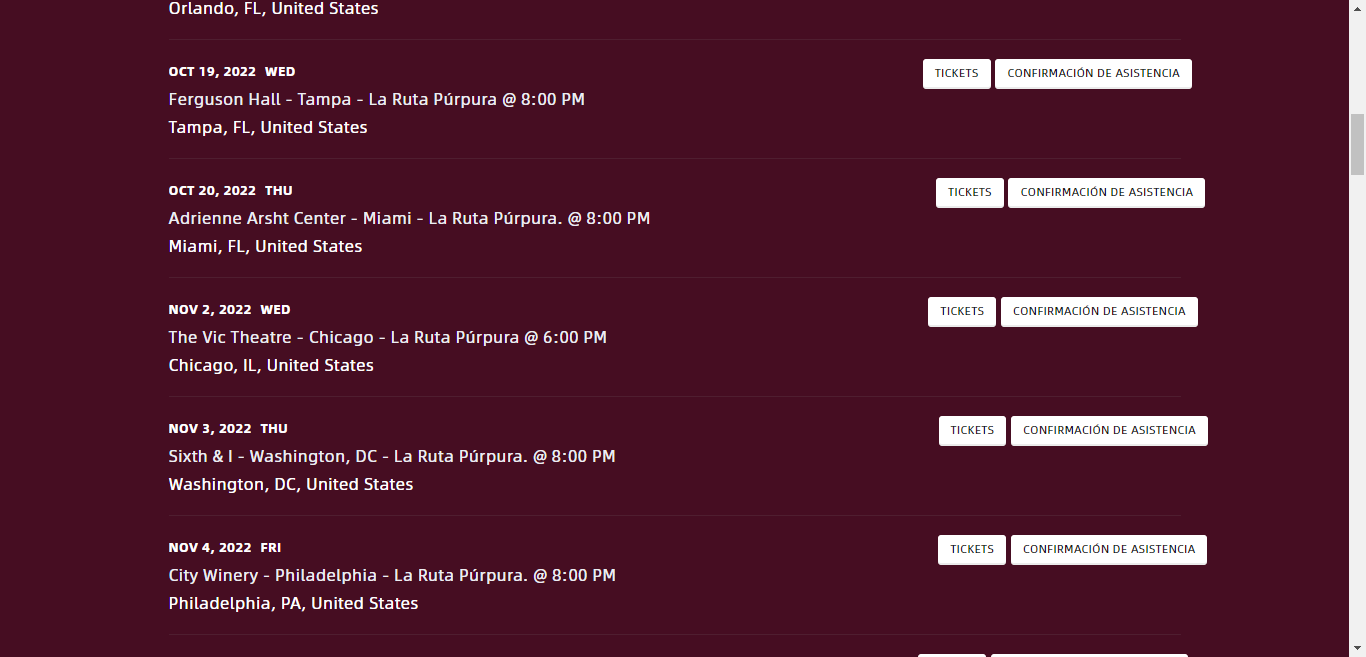 Orlando, FL, United States
OCT 19, 2022 WED
TICKETS CONFIRMACIÓN DE ASISTENCIA
Ferguson Hall - Tampa - La Ruta Púrpura @ 8:00 PM
Tampa, FL, United States
OCT 20, 2022 THU
TICKETS CONFIRMACIÓN DE ASISTENCIA
Adrienne Arsht Center - Miami - La Ruta Púrpura. @ 8:00 PM
Miami, FL, United States
NOV 2, 2022 WED
TICKETS CONFIRMACIÓN DE ASISTENCIA
The Vic Theatre - Chicago - La Ruta Púrpura @ 6:00 PM
Chicago, IL, United States
NOV 3, 2022 THU
TICKETS CONFIRMACIÓN DE ASISTENCIA
Sixth & I - Washington, DC - La Ruta Púrpura. @ 8:00 PM
Washington, DC, United States
NOV 4, 2022 FRI
TICKETS CONFIRMACIÓN DE ASISTENCIA
City Winery - Philadelphia - La Ruta Púrpura. @ 8:00 PM
Philadelphia, PA, United States